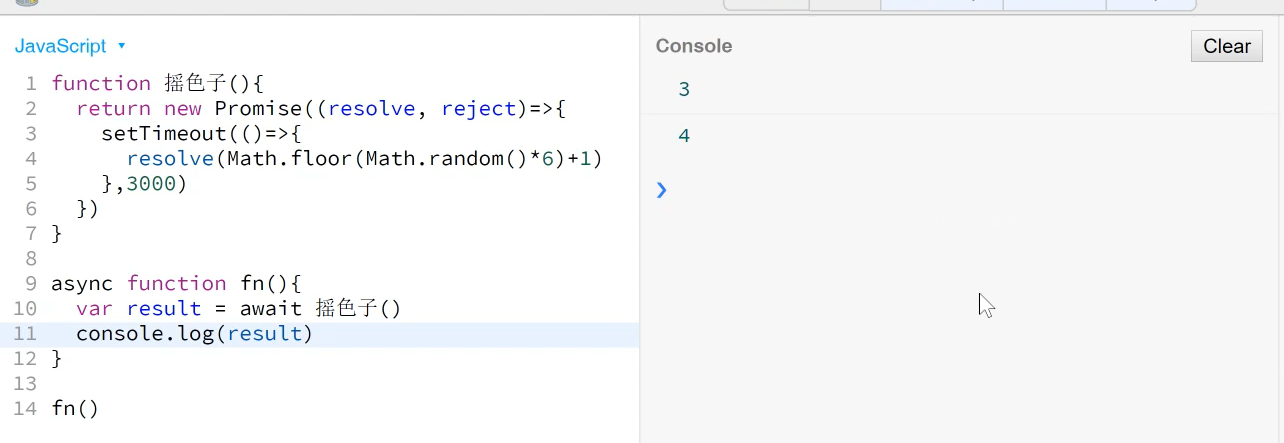 JavaScript
1 function 摇色子(){
2 return new Promise((resolve, reject)=>{
3 setTimeout(()=>{
4 resolve(Math.floor(Math.random()*6)+1)
5 },3000)
6 })
7 }
8
9 async function fn(){
10 var result = await 摇色子()
11 console.log(result)
12 }
13
14 fn()
Console Clear
3
4